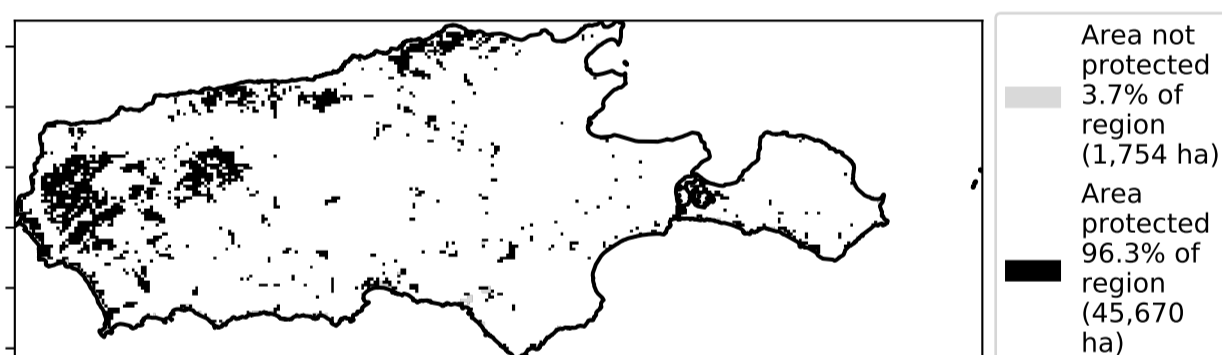 Area not
protected
3.7% of
region
(1,754 ha)
Area
protected
96.3% of
region
(45,670
ha)